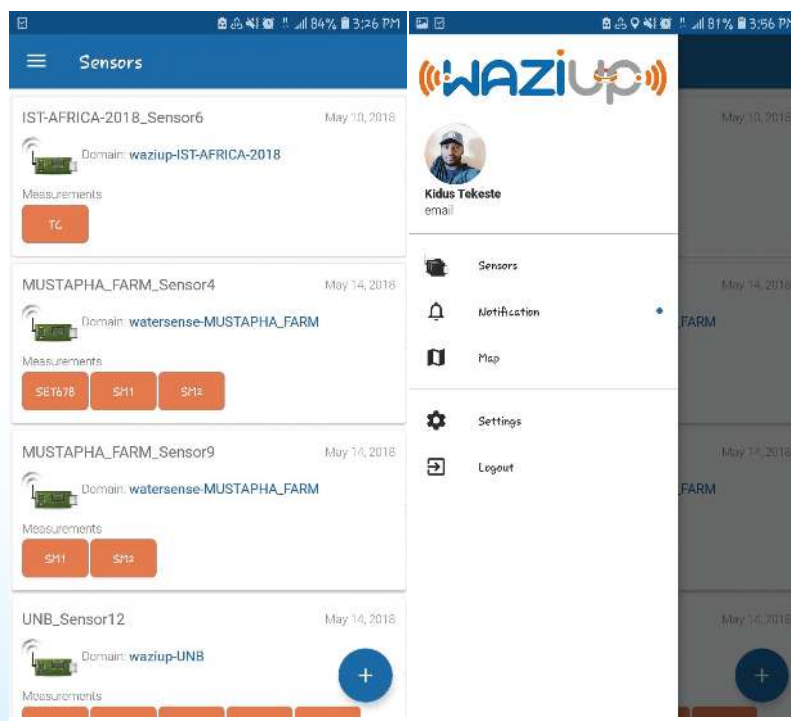 84% 3:26 PM
Sensors
IST-AFRICA-2018_Sensor6
May 10, 2018
Domain: waziup-IST-AFRICA-2018
Measurements
TC
MUSTAPHA_FARM_Sensor4
May 14, 2018
Domain: watersense-MUSTAPHA_FARM
Measurements
SET678 SM1 SM2
MUSTAPHA_FARM_Sensor9
May 14, 2018
Domain: watersense-MUSTAPHA_FARM
Measurements
SM1 SM2
UNB_Sensor12
May 14, 2018
Domain: waziup-UNB
Measurements
81% 3:56 PM
WAZIUP
Kidus Tekeste
email
Sensors
Notification
Map
Settings
Logout
May 10, 2018
May 14, 2018
FARM
May 14, 2018
FARM
May 14, 2018